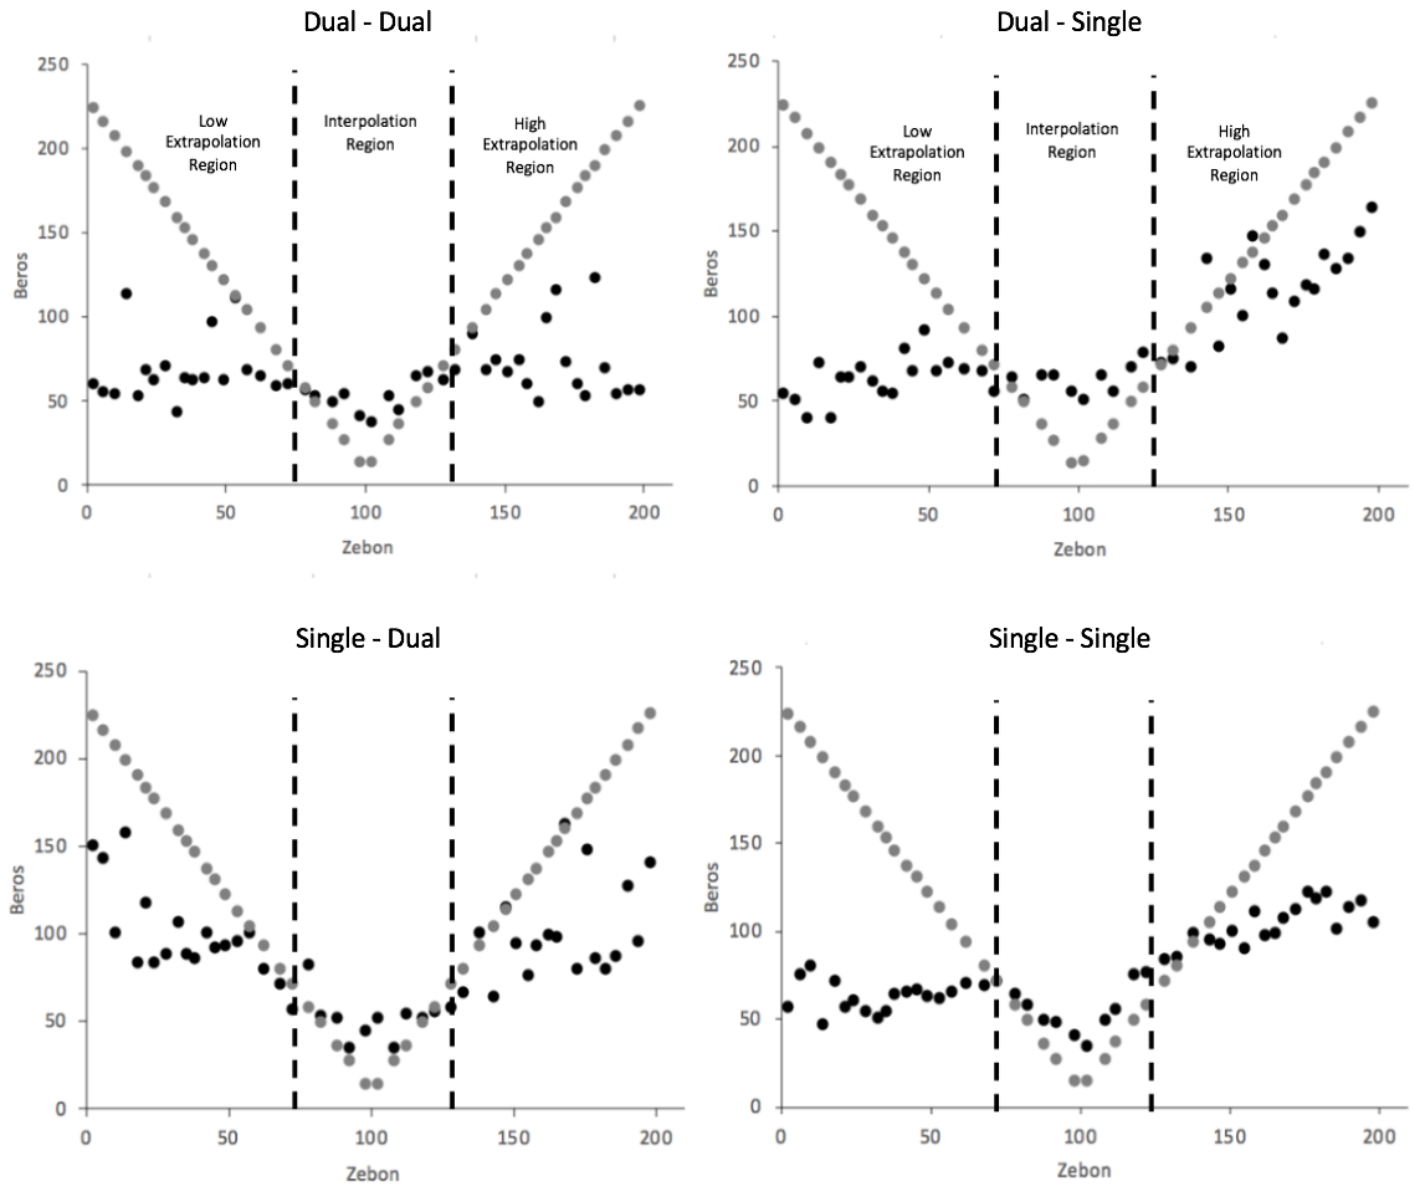 Dual - Dual
250
200
150
100
50
0
Beros
Low
Extrapolation
Region
Interpolation
Region
High
Extrapolation
Region
0 50 100 150 200
Zebon
Dual - Single
250
200
150
100
50
0
Beros
Low
Extrapolation
Region
Interpolation
Region
High
Extrapolation
Region
0 50 100 150 200
Zebon
Single - Dual
250
200
150
100
50
0
Beros
0 50 100 150 200
Zebon
Single - Single
250
200
150
100
50
0
Beros
0 50 100 150 200
Zebon